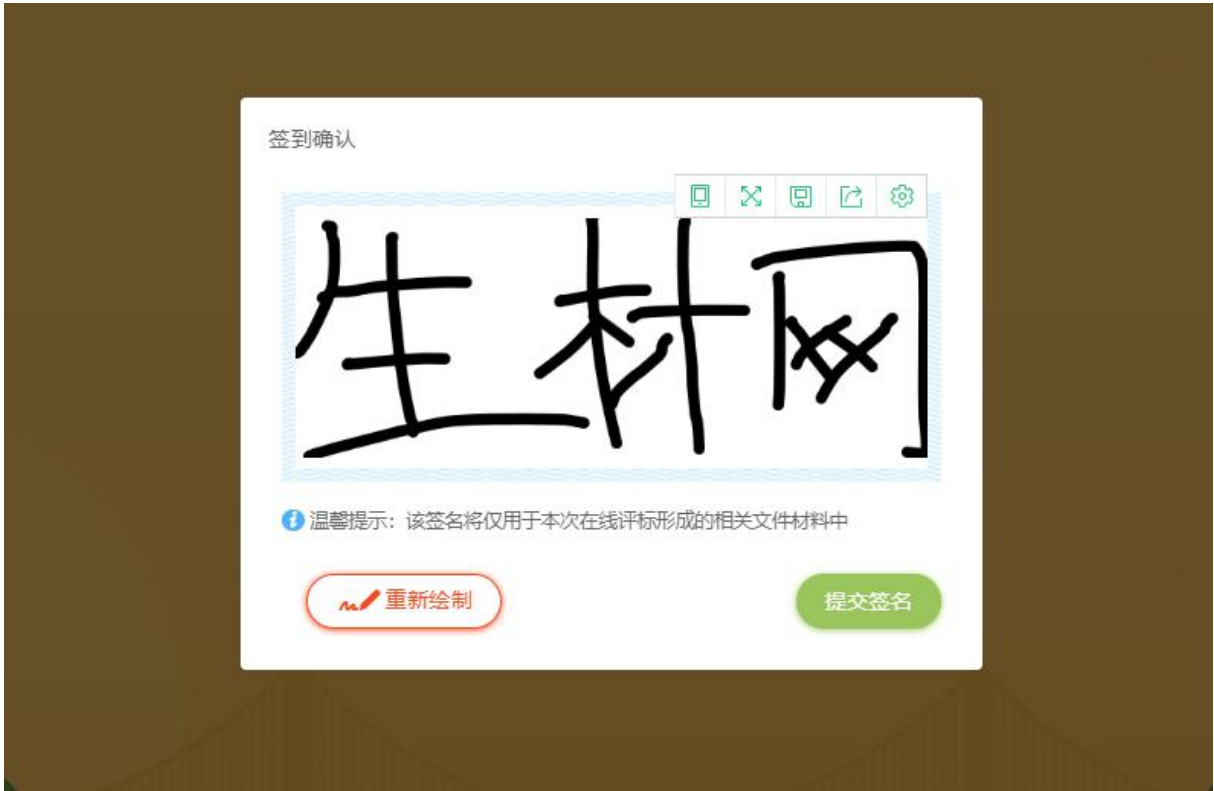 签到确认
生材网
温馨提示：该签名将仅用于本次在线评标形成的相关文件材料中
重新绘制
提交签名